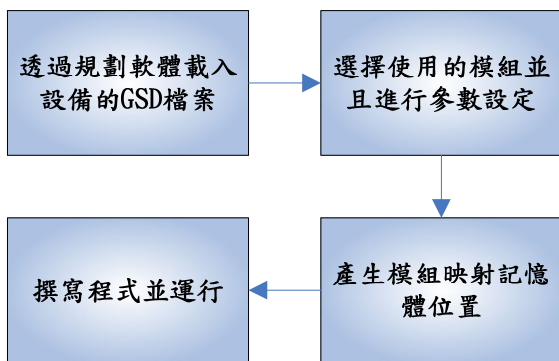 透過規劃軟體載入
設備的GSD檔案
選擇使用的模組並
且進行參數設定
產生模組映射記憶
體位置
撰寫程式並運行